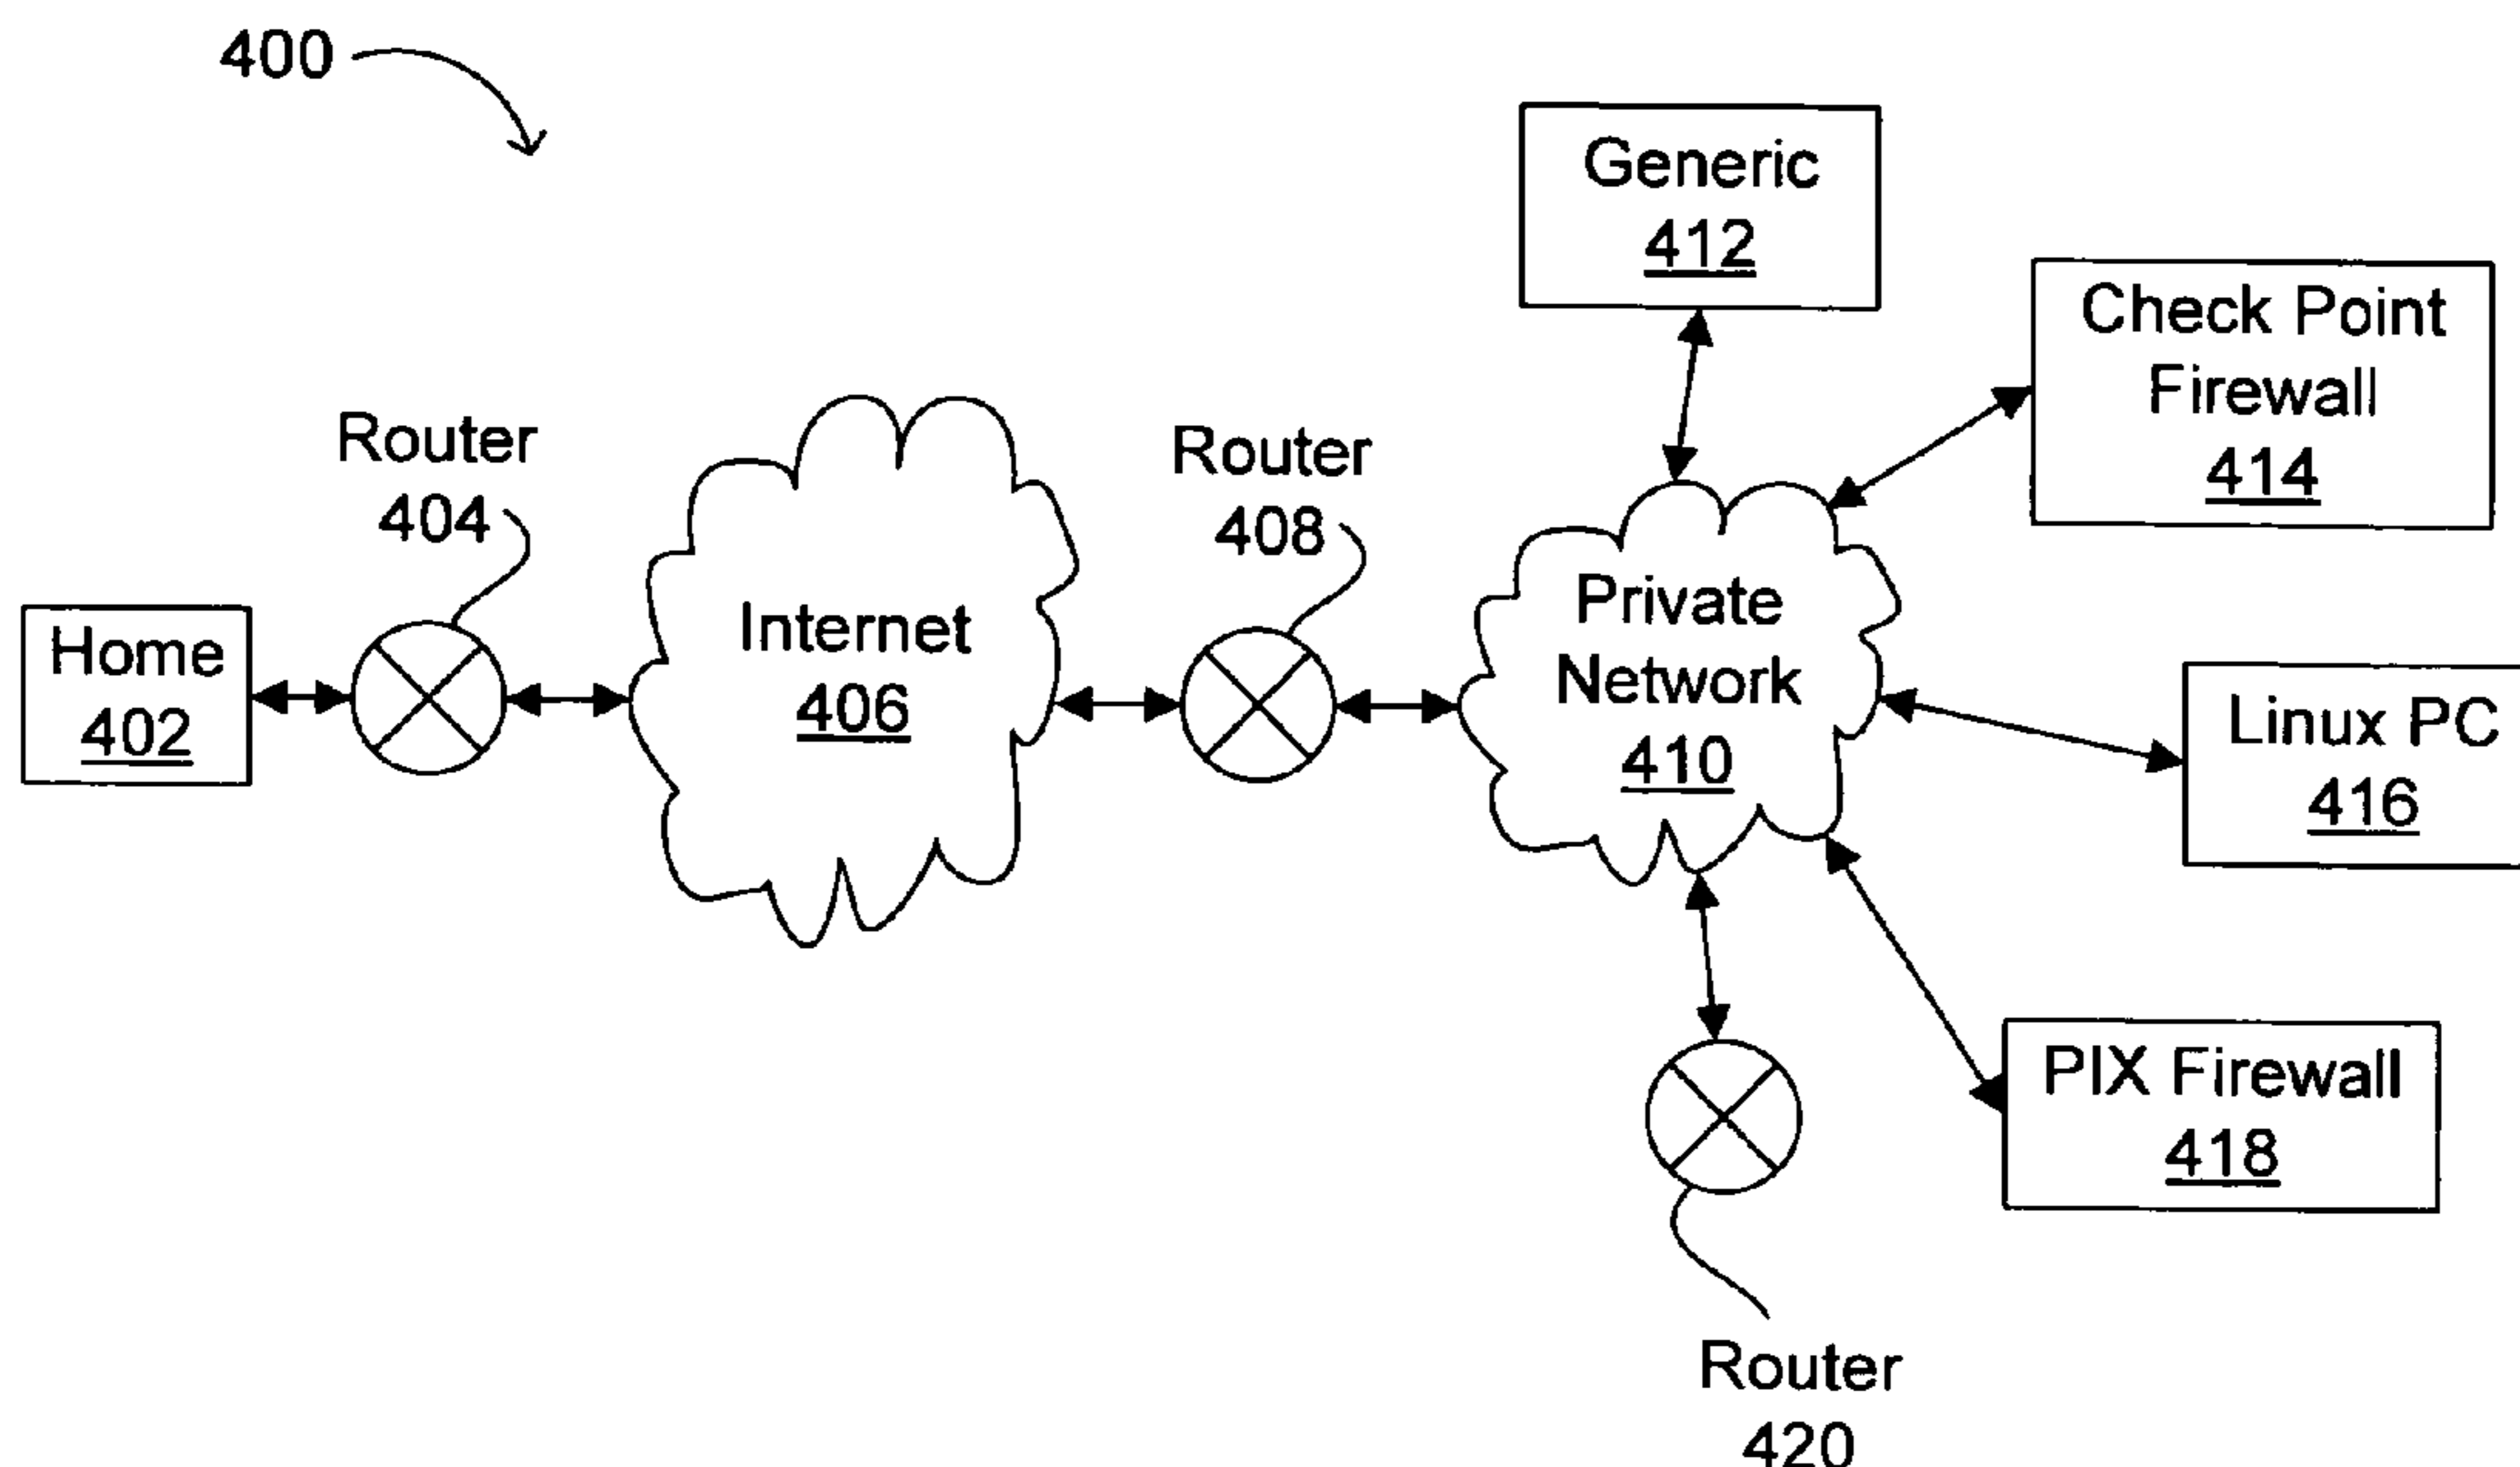 400
Generic
412
Check Point
Firewall
414
Router
404
Router
408
Home
402
Internet
406
Private
Network
410
Linux PC
416
PIX Firewall
418
Router
420